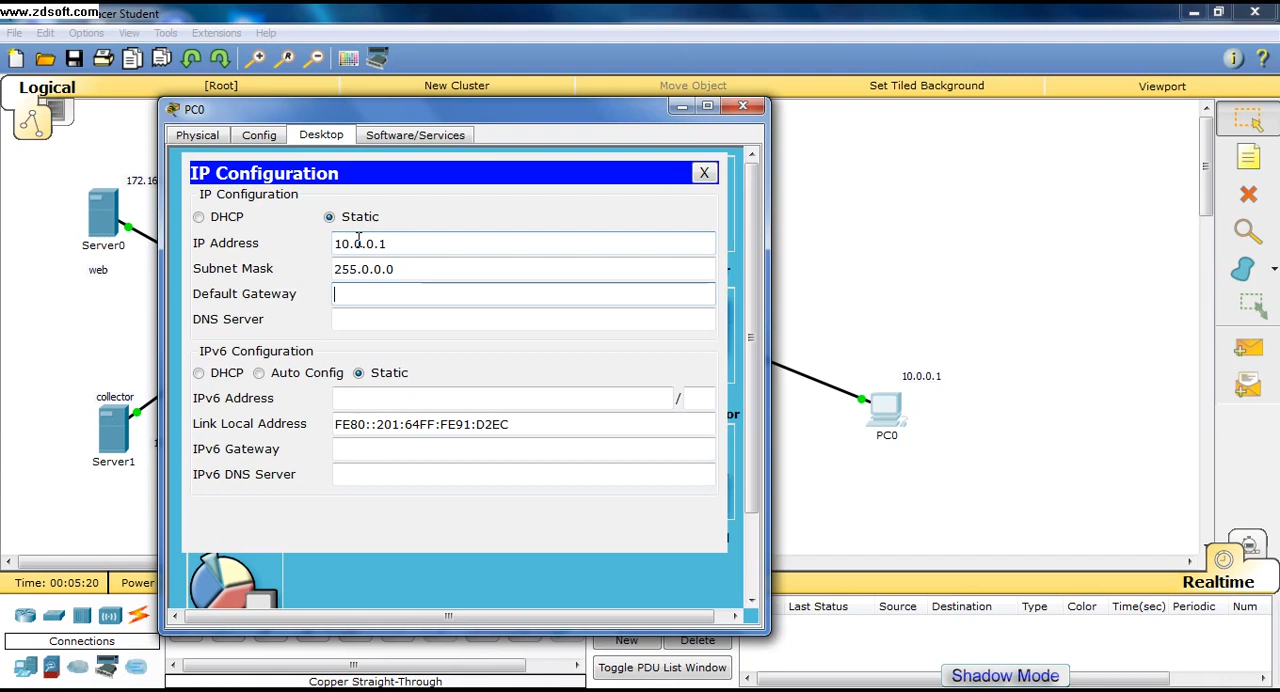 www.zdsoft.com
acer Student
File Edit Options View Tools Extensions Help
Logical
[Root]
New Cluster
Move Object
Set Tiled Background
Viewport
PC0
Physical Config Desktop Software/Services
IP Configuration X
IP Configuration
DHCP Static
IP Address 10.0.0.1
Subnet Mask 255.0.0.0
Default Gateway
DNS Server
IPv6 Configuration
DHCP Auto Config Static
IPv6 Address /
Link Local Address FE80::201:64FF:FE91:D2EC
IPv6 Gateway
IPv6 DNS Server
172.16
Server0
web
collector
Server1
or
10.0.0.1
PC0
Time: 00:05:20 Power
Realtime
Connections
Copper Straight-Through
New Delete
Toggle PDU List Window
Last Status Source Destination Type Color Time(sec) Periodic Num
Shadow Mode